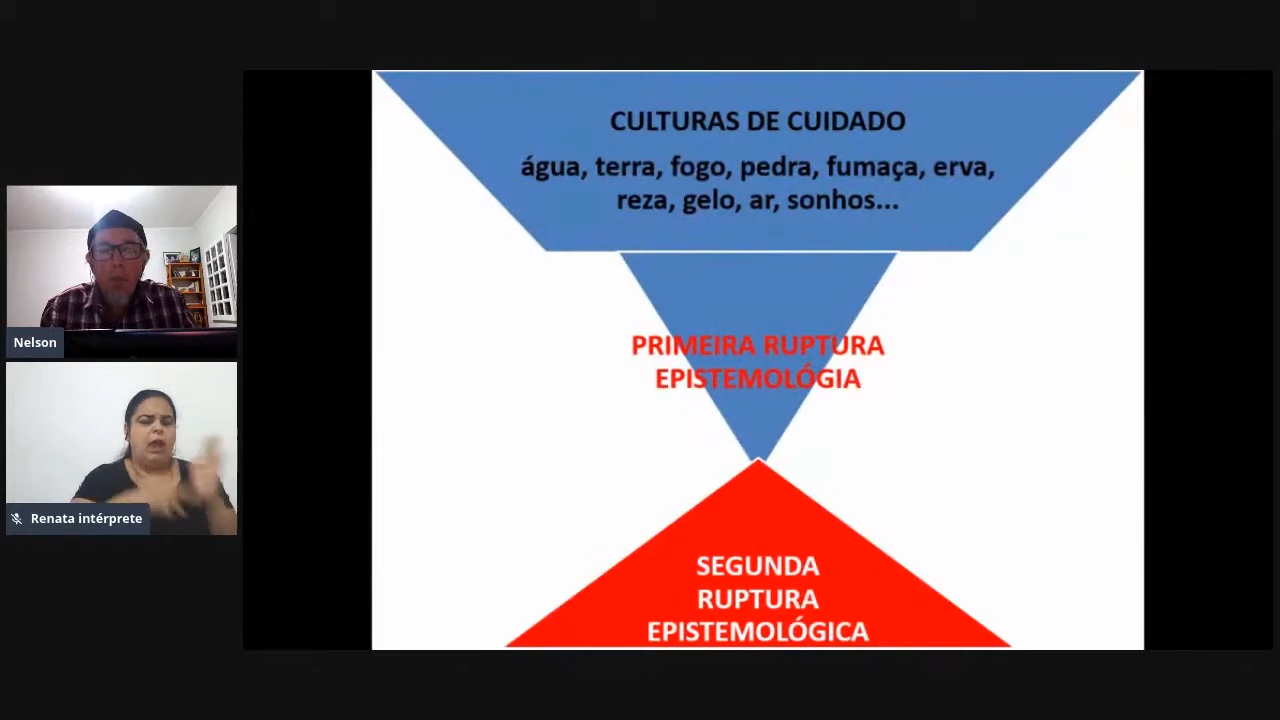 CULTURAS DE CUIDADO
água, terra, fogo, pedra, fumaça, erva,
reza, gelo, ar, sonhos...
PRIMEIRA RUPTURA
EPISTEMOLÓGIA
SEGUNDA
RUPTURA
EPISTEMOLÓGICA
Nelson
Renata intérprete